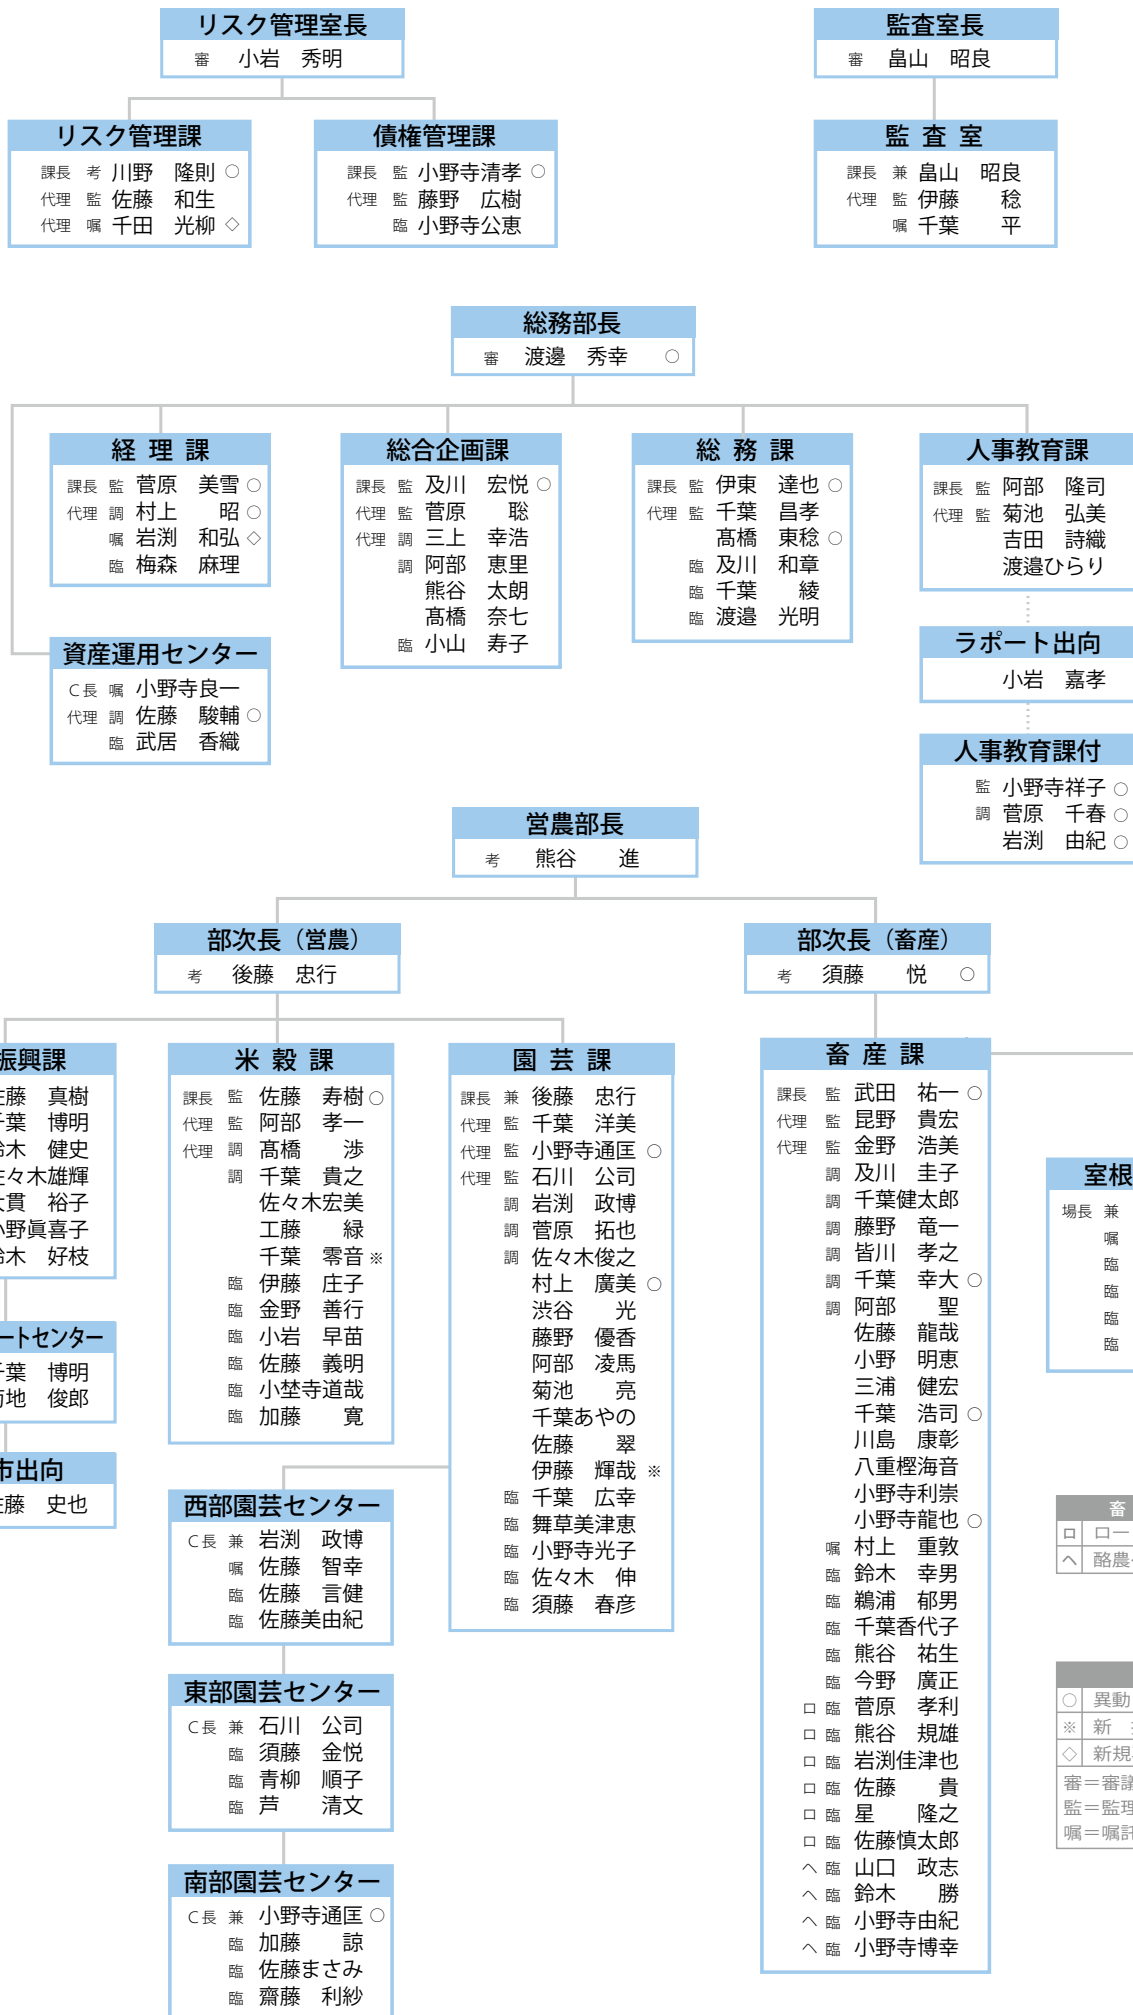 リスク管理室長
審 小岩　秀明
リスク管理課
課長 考 川野　隆則 ○
代理 監 佐藤　和生
代理 嘱 千田　光柳 ◇
債権管理課
課長 監 小野寺清孝 ○
代理 監 藤野　広樹
臨 小野寺公恵
監査室長
審 畠山　昭良
監 査 室
課長 兼 畠山　昭良
代理 監 伊藤　　稔
嘱 千葉　　平
総務部長
審 渡邊　秀幸 ○
経 理 課
課長 監 菅原　美雪 ○
代理 調 村上　　昭 ○
嘱 岩渕　和弘 ◇
臨 梅森　麻理
資産運用センター
C長 嘱 小野寺良一
代理 調 佐藤　駿輔 ○
臨 武居　香織
総合企画課
課長 監 及川　宏悦 ○
代理 監 菅原　　聡
代理 調 三上　幸浩
調 阿部　恵里
熊谷　太朗
髙橋　奈七
臨 小山　寿子
総 務 課
課長 監 伊東　達也 ○
代理 監 千葉　昌孝
髙橋　東稔 ○
臨 及川　和章
臨 千葉　　綾
臨 渡邉　光明
人事教育課
課長 監 阿部　隆司
代理 監 菊池　弘美
吉田　詩織
渡邉ひらり
ラポート出向
小岩　嘉孝
人事教育課付
監 小野寺祥子 ○
調 菅原　千春 ○
岩渕　由紀 ○
営農部長
考 熊谷　　進
部次長（営農）
考 後藤　忠行
部次長（畜産）
考 須藤　　悦 ○
振興課
佐藤　真樹
千葉　博明
鈴木　健史
佐々木雄輝
大貫　裕子
小野眞喜子
鈴木　好枝
ートセンター
千葉　博明
菊地　俊郎
市出向
佐藤　史也
米 穀 課
課長 監 佐藤　寿樹 ○
代理 監 阿部　孝一
代理 調 髙橋　　渉
調 千葉　貴之
佐々木宏美
工藤　　緑
千葉　零音 ※
臨 伊藤　庄子
臨 金野　善行
臨 小岩　早苗
臨 佐藤　義明
臨 小埜寺道哉
臨 加藤　　寛
西部園芸センター
C長 兼 岩渕　政博
嘱 佐藤　智幸
臨 佐藤　言健
臨 佐藤美由紀
東部園芸センター
C長 兼 石川　公司
臨 須藤　金悦
臨 青柳　順子
臨 芦　　清文
南部園芸センター
C長 兼 小野寺通匡 ○
臨 加藤　　諒
臨 佐藤まさみ
臨 齋藤　利紗
園 芸 課
課長 兼 後藤　忠行
代理 監 千葉　洋美
代理 監 小野寺通匡 ○
代理 監 石川　公司
調 岩渕　政博
調 菅原　拓也
調 佐々木俊之
村上　廣美 ○
渋谷　　光
藤野　優香
阿部　凌馬
菊池　　亮
千葉あやの
佐藤　　翠
伊藤　輝哉 ※
臨 千葉　広幸
臨 舞草美津恵
臨 小野寺光子
臨 佐々木　伸
臨 須藤　春彦
畜 産 課
課長 監 武田　祐一 ○
代理 監 昆野　貴宏
代理 監 金野　浩美
調 及川　圭子
調 千葉健太郎
調 藤野　竜一
調 皆川　孝之
調 千葉　幸大 ○
調 阿部　　聖
佐藤　龍哉
小野　明恵
三浦　健宏
千葉　浩司 ○
川島　康彰
八重樫海音
小野寺利崇
小野寺龍也 ○
嘱 村上　重敦
臨 鈴木　幸男
臨 鵜浦　郁男
臨 千葉香代子
臨 熊谷　祐生
臨 今野　廣正
ロ 臨 菅原　孝利
ロ 臨 熊谷　規雄
ロ 臨 岩渕佳津也
ロ 臨 佐藤　　貴
ロ 臨 星　　隆之
ロ 臨 佐藤慎太郎
ヘ 臨 山口　政志
ヘ 臨 鈴木　　勝
ヘ 臨 小野寺由紀
ヘ 臨 小野寺博幸
室根
場長 兼
嘱
臨
臨
臨
臨
畜
ロ ロー
ヘ 酪農
○ 異動
※ 新
◇ 新規
審＝審議
監＝監理
嘱＝嘱託